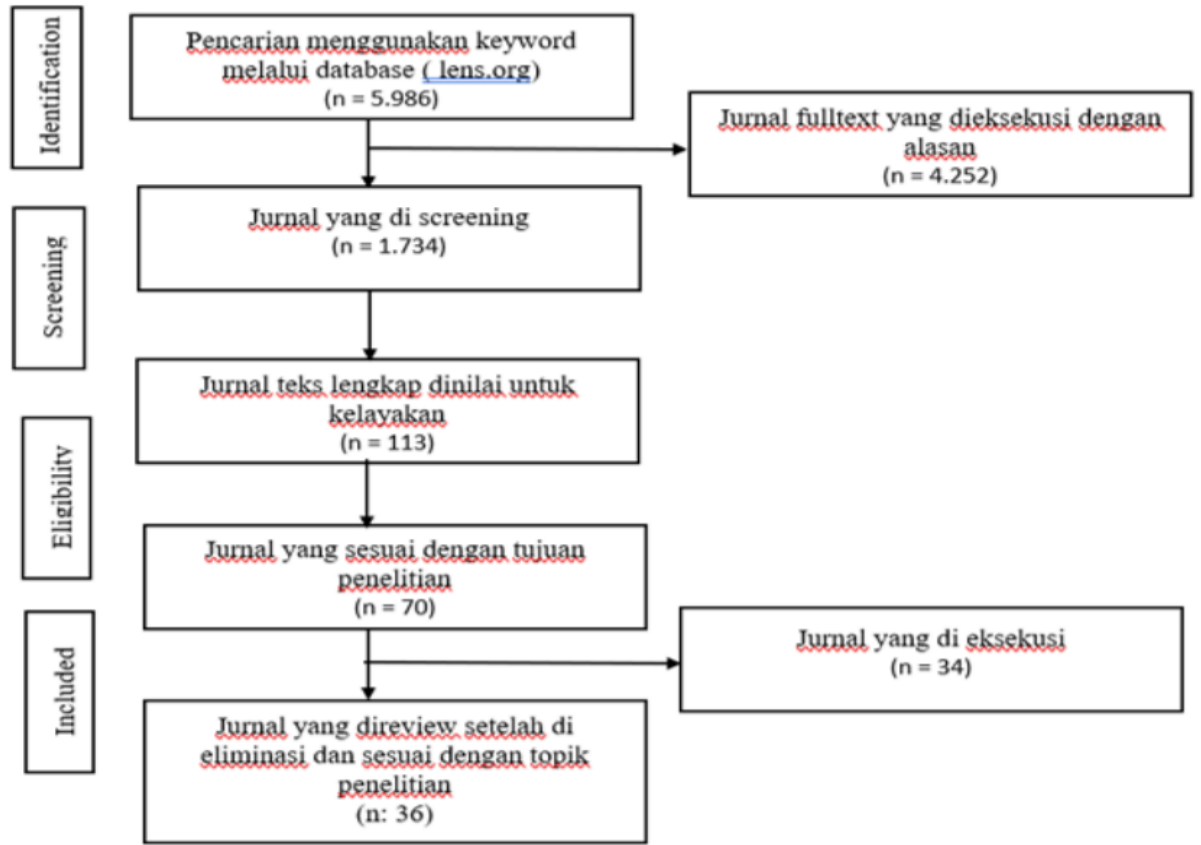 Identification
Pencarian menggunakan keyword
melalui database ( lens.org)
(n = 5.986)
Jurnal fulltext yang dieksekusi dengan
alasan
(n = 4.252)
Screening
Jurnal yang di screening
(n = 1.734)
Jurnal teks lengkap dinilai untuk
kelayakan
(n = 113)
Eligibility
Jurnal yang sesuai dengan tujuan
penelitian
(n = 70)
Included
Jurnal yang di eksekusi
(n = 34)
Jurnal yang direview setelah di
eliminasi dan sesuai dengan topik
penelitian
(n: 36)